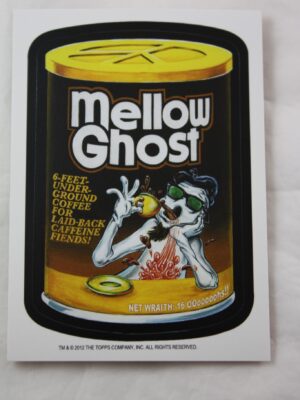 mellow
Ghost
6-FEET-
UNDER-
GROUND
COFFEE
FOR
LAID-BACK
CAFFEINE
FIENDS!
NET WRAITH: 16 OOoooooohs!!
TM & © 2012 THE TOPPS COMPANY, INC. ALL RIGHTS RESERVED.